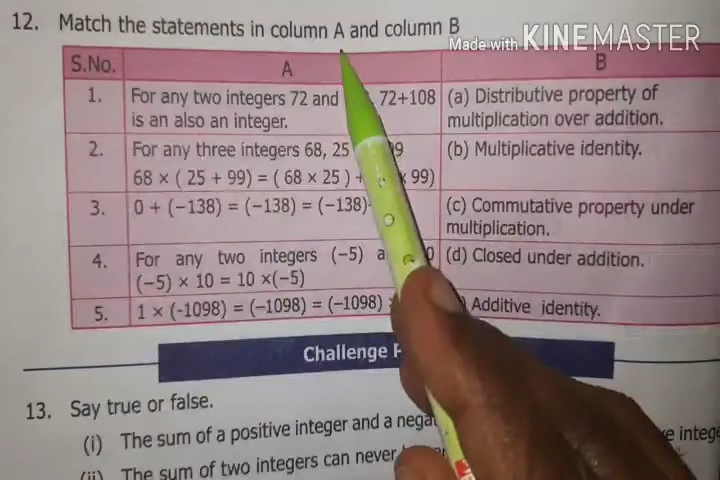 12. Match the statements in column A and column B
Made with KINEMASTER
S.No. A B
1. For any two integers 72 and 72+108 (a) Distributive property of
is an also an integer. multiplication over addition.
2. For any three integers 68, 25 (b) Multiplicative identity.
68 × ( 25 + 99) = ( 68 × 25 ) + × 99)
3. 0 + (−138) = (−138) = (−138) (c) Commutative property under
multiplication.
4. For any two integers (−5) (d) Closed under addition.
(−5) × 10 = 10 ×(−5)
5. 1 × (-1098) = (−1098) = (−1098) Additive identity.
Challenge
13. Say true or false.
(i) The sum of a positive integer and a
(ii) The sum of two integers can never